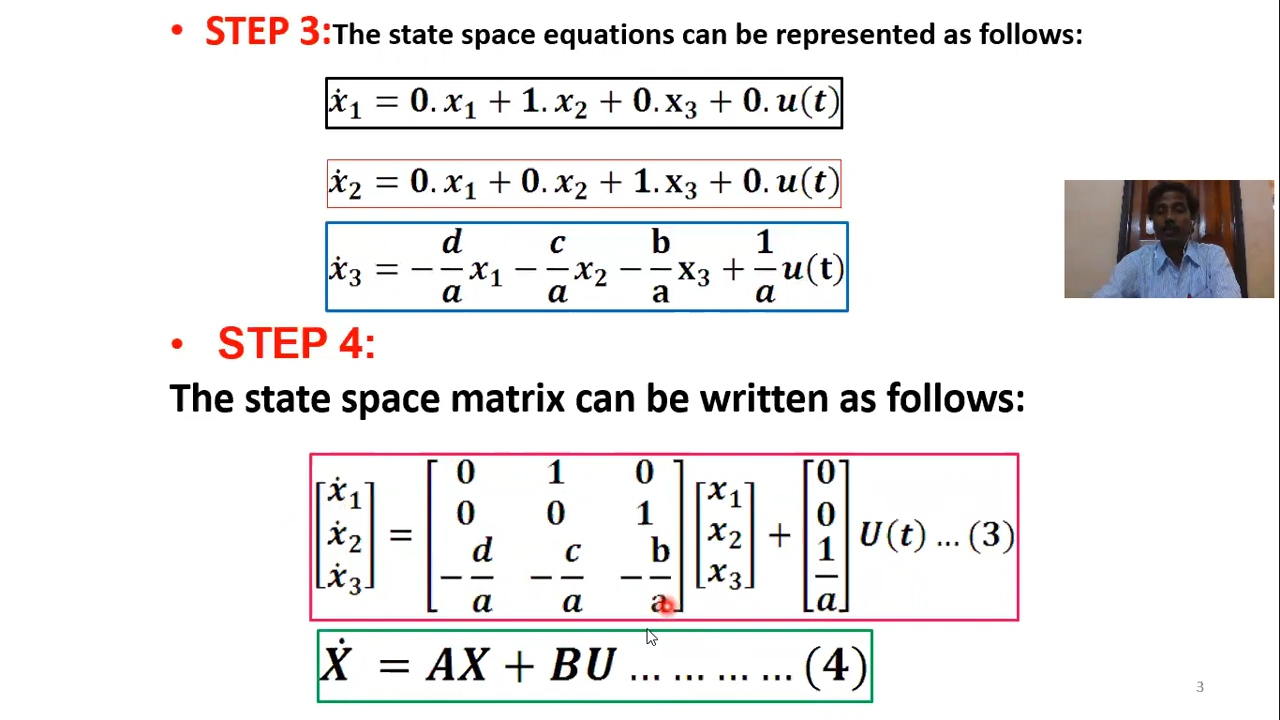 • STEP 3:The state space equations can be represented as follows:
ẋ₁ = 0. x₁ + 1. x₂ + 0. x₃ + 0. u(t)
ẋ₂ = 0. x₁ + 0. x₂ + 1. x₃ + 0. u(t)
ẋ₃ = −d/a x₁ − c/a x₂ − b/a x₃ + 1/a u(t)
• STEP 4:
The state space matrix can be written as follows:
[ẋ₁ ẋ₂ ẋ₃] = [0 1 0; 0 0 1; −d/a −c/a −b/a] [x₁ x₂ x₃] + [0 0 1/a] U(t) ... (3)
Ẋ = AX + BU ... ... ... ... (4)
3